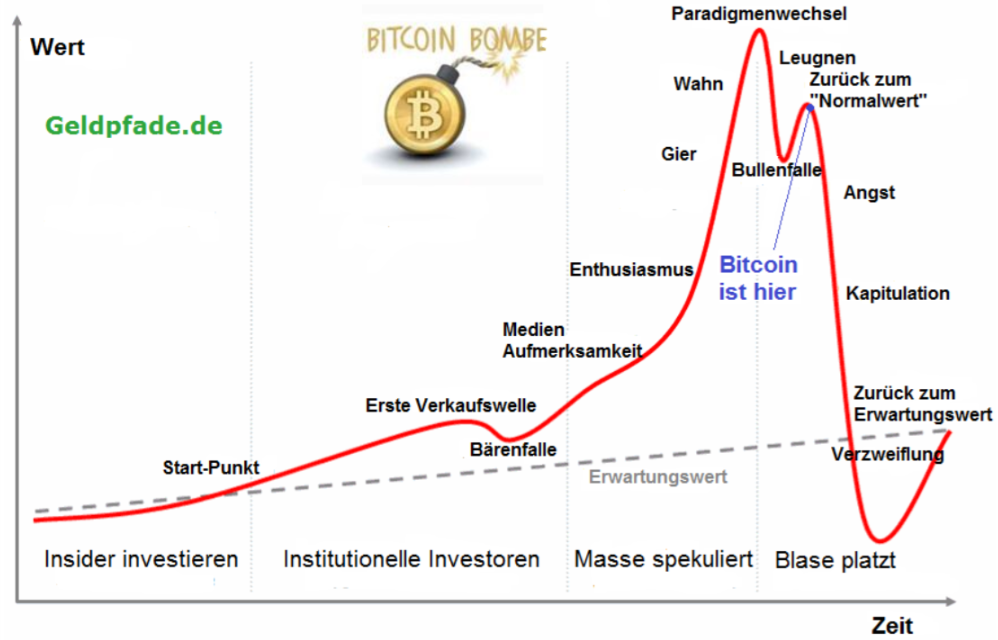 Paradigmenwechsel
BITCOIN BOMBE
Wert
Leugnen
Zurück zum
"Normalwert"
Wahn
Geldpfade.de
Gier
Bullenfalle
Angst
Bitcoin
ist hier
Enthusiasmus
Kapitulation
Medien
Aufmerksamkeit
Zurück zum
Erwartungswert
Erste Verkaufswelle
Bärenfalle
Verzweiflung
Start-Punkt
Erwartungswert
Insider investieren
Institutionelle Investoren
Masse spekuliert
Blase platzt
Zeit